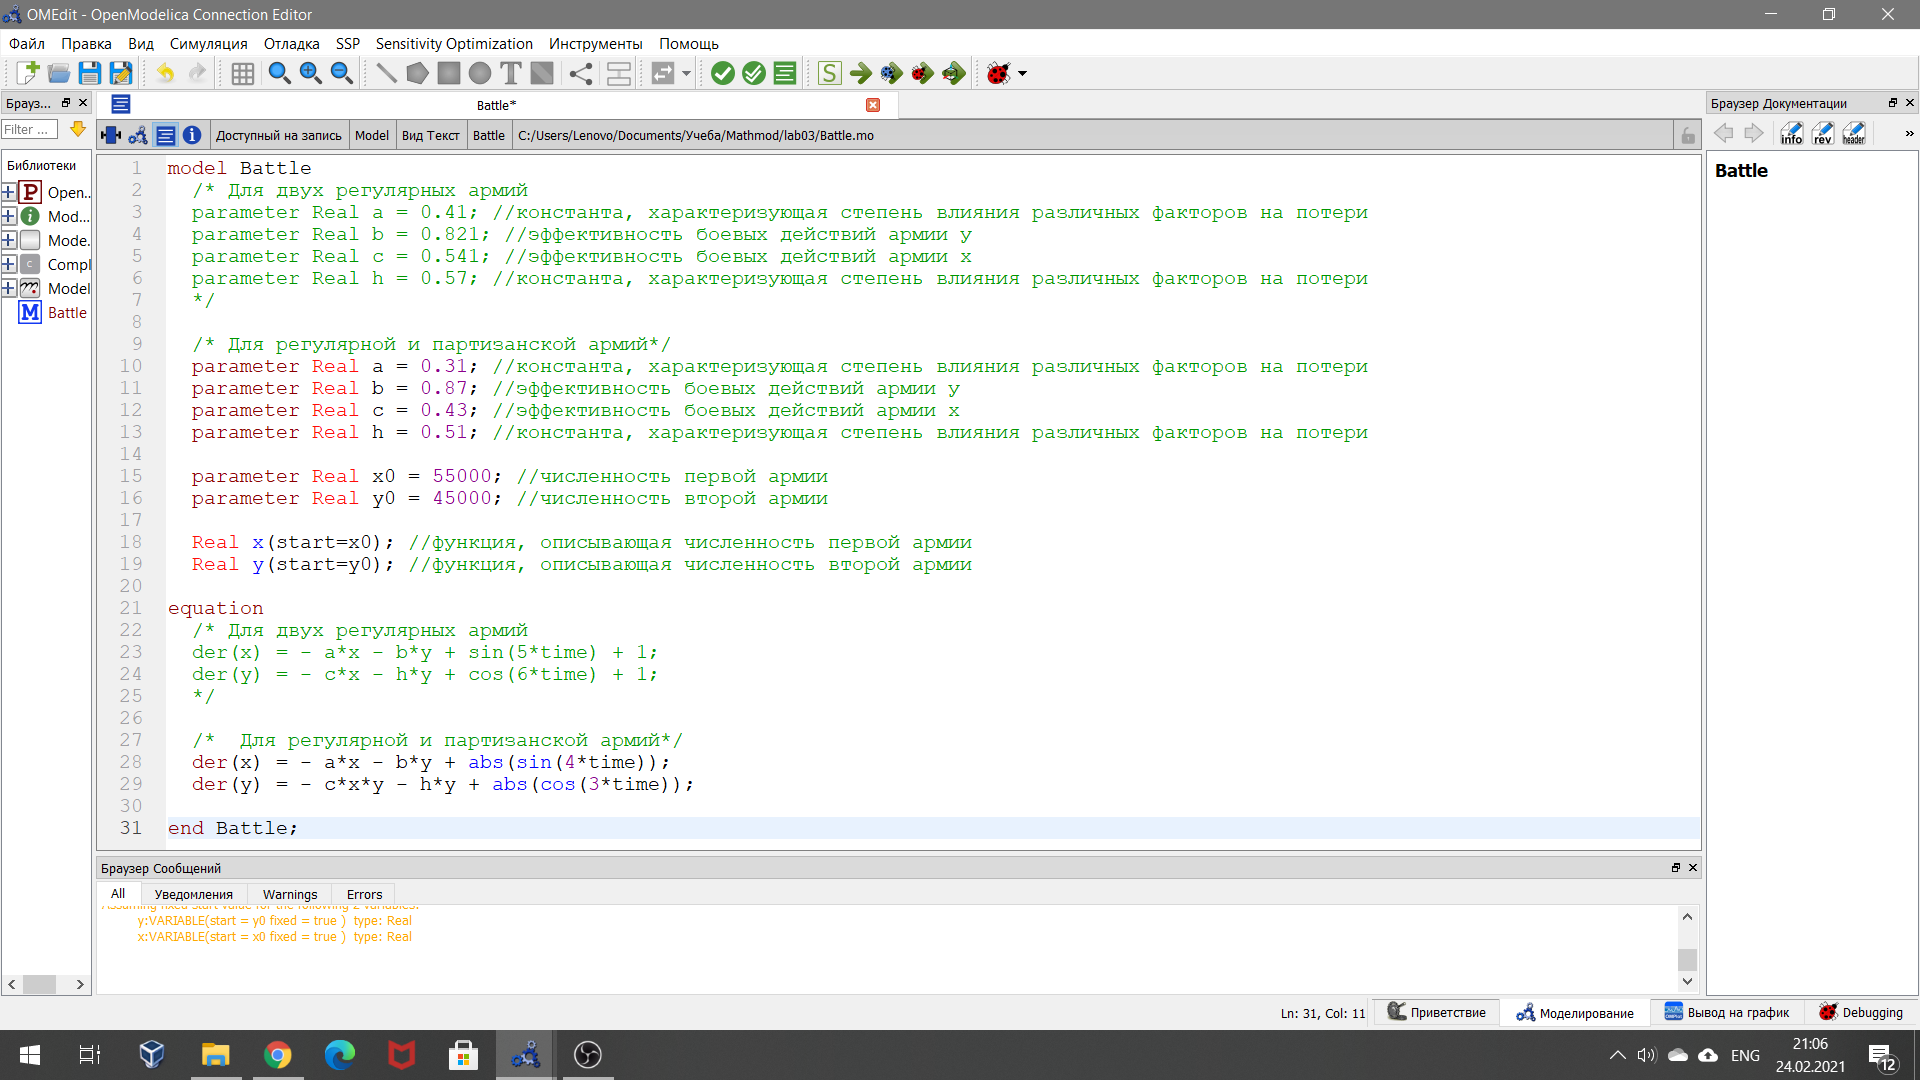 OMEdit - OpenModelica Connection Editor
Файл Правка Вид Симуляция Отладка SSP Sensitivity Optimization Инструменты Помощь
Брауз...
Battle*
Браузер Документации
Filter ...
Доступный на запись Model Вид Текст Battle C:/Users/Lenovo/Documents/Учеба/Mathmod/lab03/Battle.mo
info rev header »
Библиотеки
P Open..
i Mod...
Mode.
C Compl
Model
M Battle
Battle
1 model Battle
2 /* Для двух регулярных армий
3 parameter Real a = 0.41; //константа, характеризующая степень влияния различных факторов на потери
4 parameter Real b = 0.821; //эффективность боевых действий армии у
5 parameter Real c = 0.541; //эффективность боевых действий армии х
6 parameter Real h = 0.57; //константа, характеризующая степень влияния различных факторов на потери
7 */
8
9 /* Для регулярной и партизанской армий*/
10 parameter Real a = 0.31; //константа, характеризующая степень влияния различных факторов на потери
11 parameter Real b = 0.87; //эффективность боевых действий армии у
12 parameter Real c = 0.43; //эффективность боевых действий армии х
13 parameter Real h = 0.51; //константа, характеризующая степень влияния различных факторов на потери
14
15 parameter Real x0 = 55000; //численность первой армии
16 parameter Real y0 = 45000; //численность второй армии
17
18 Real x(start=x0); //функция, описывающая численность первой армии
19 Real y(start=y0); //функция, описывающая численность второй армии
20
21 equation
22 /* Для двух регулярных армий
23 der(x) = - a*x - b*y + sin(5*time) + 1;
24 der(y) = - c*x - h*y + cos(6*time) + 1;
25 */
26
27 /*  Для регулярной и партизанской армий*/
28 der(x) = - a*x - b*y + abs(sin(4*time));
29 der(y) = - c*x*y - h*y + abs(cos(3*time));
30
31 end Battle;
Браузер Сообщений
All Уведомления Warnings Errors
Assuming fixed start value for the following 2 variables:
y:VARIABLE(start = y0 fixed = true )  type: Real
x:VARIABLE(start = x0 fixed = true )  type: Real
Ln: 31, Col: 11 Приветствие Моделирование Вывод на график Debugging
ENG
21:06
24.02.2021
12